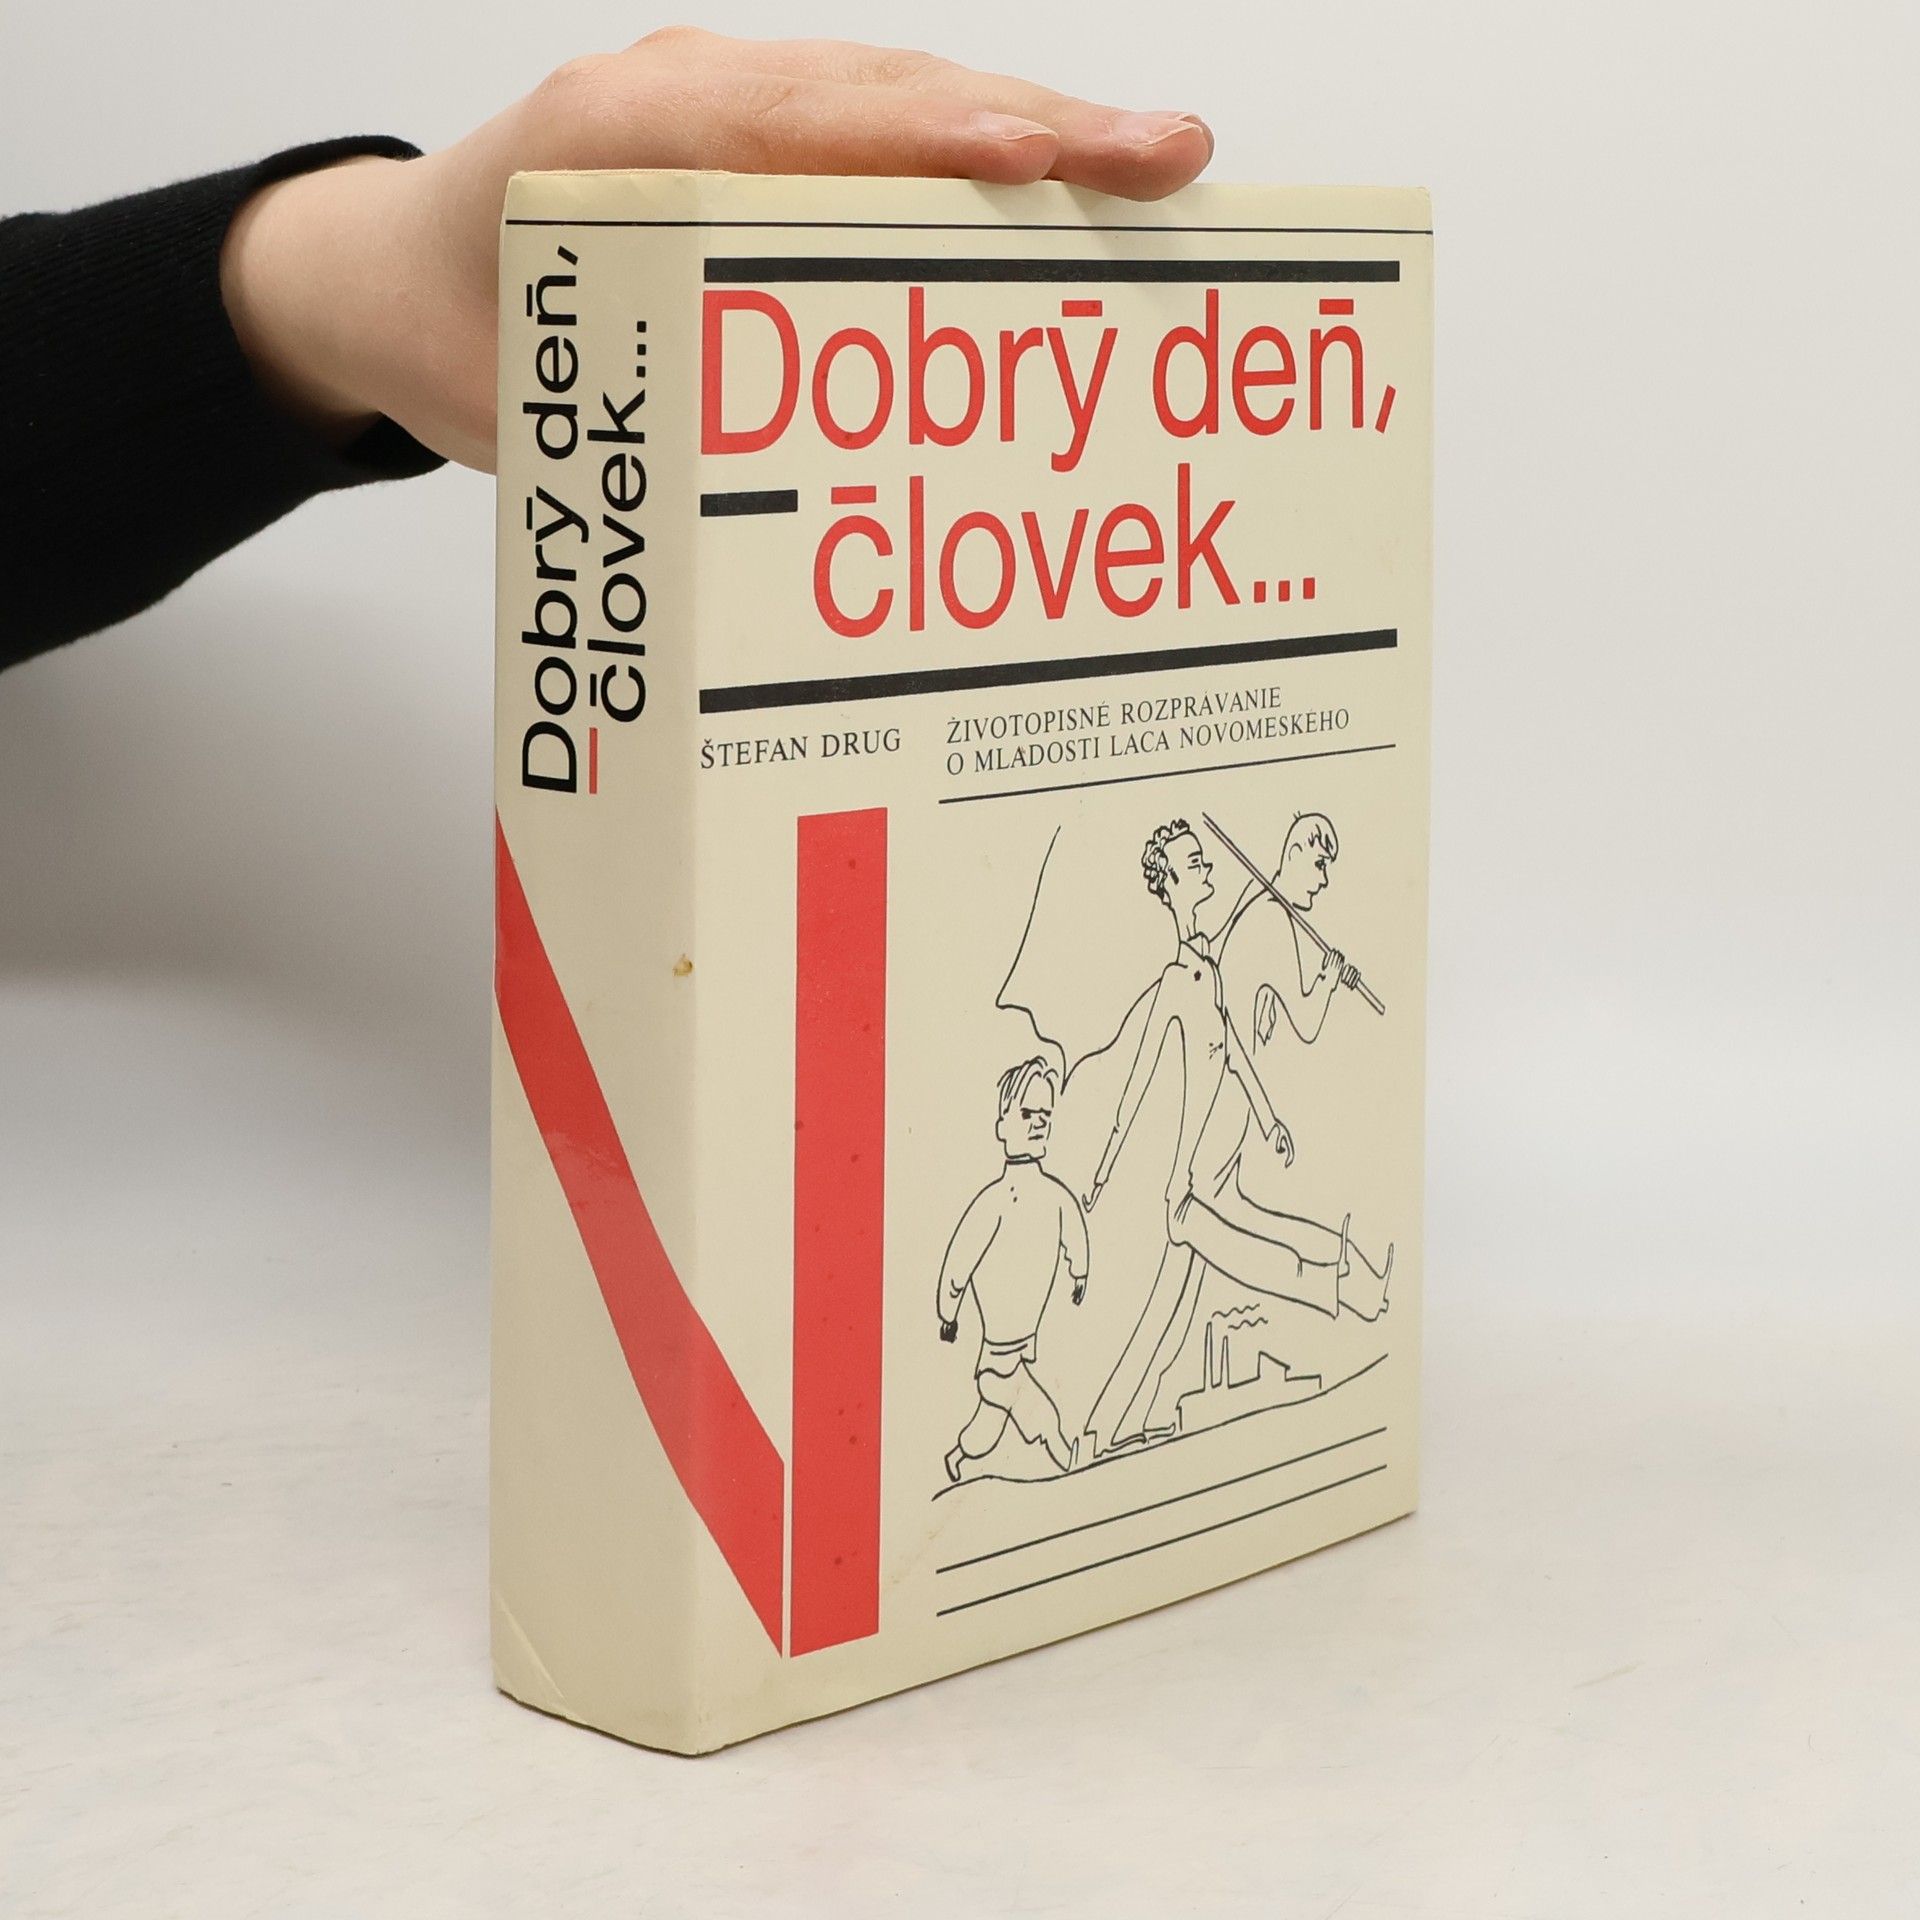 Dobrý deň,
človek...
Dobrý deň,
človek...
ŠTEFAN DRUG
ŽIVOTOPISNÉ ROZPRÁVANIE
O MLADOSTI LACA NOVOMESKÉHO